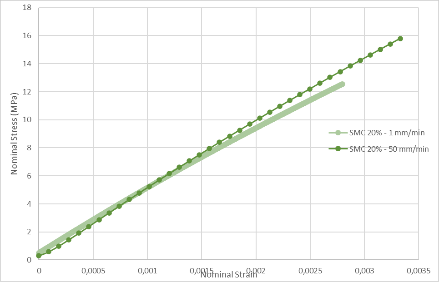 18
16
14
12
10
8
6
4
2
0
Nominal Stress (MPa)
SMC 20% - 1 mm/min
SMC 20% - 50 mm/min
0 0,0005 0,001 0,0015 0,002 0,0025 0,003 0,0035
Nominal Strain